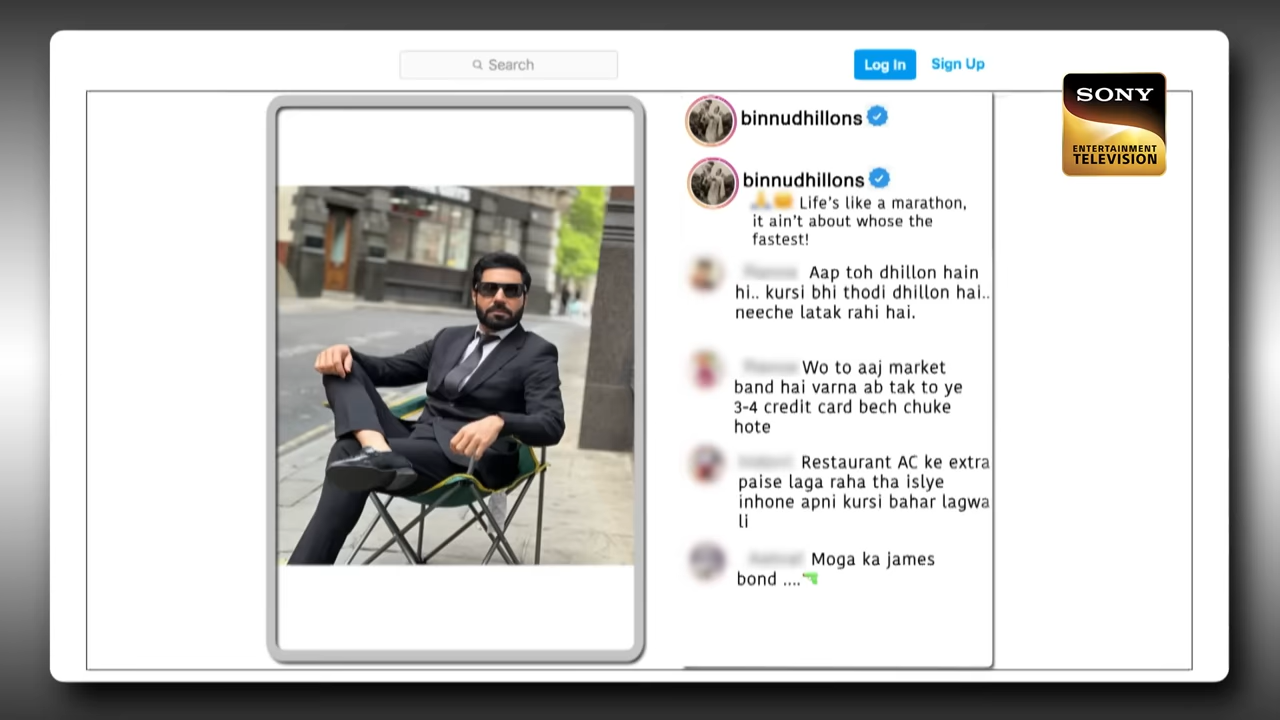 Search
Log In
Sign Up
SONY
ENTERTAINMENT
TELEVISION
binnudhillons
binnudhillons
🙏😊 Life's like a marathon,
it ain't about whose the
fastest!
Aap toh dhillon hain
hi.. kursi bhi thodi dhillon hai..
neeche latak rahi hai.
Wo to aaj market
band hai varna ab tak to ye
3-4 credit card bech chuke
hote
Restaurant AC ke extra
paise laga raha tha islye
inhone apni kursi bahar lagwa
li
Moga ka james
bond ....🔫